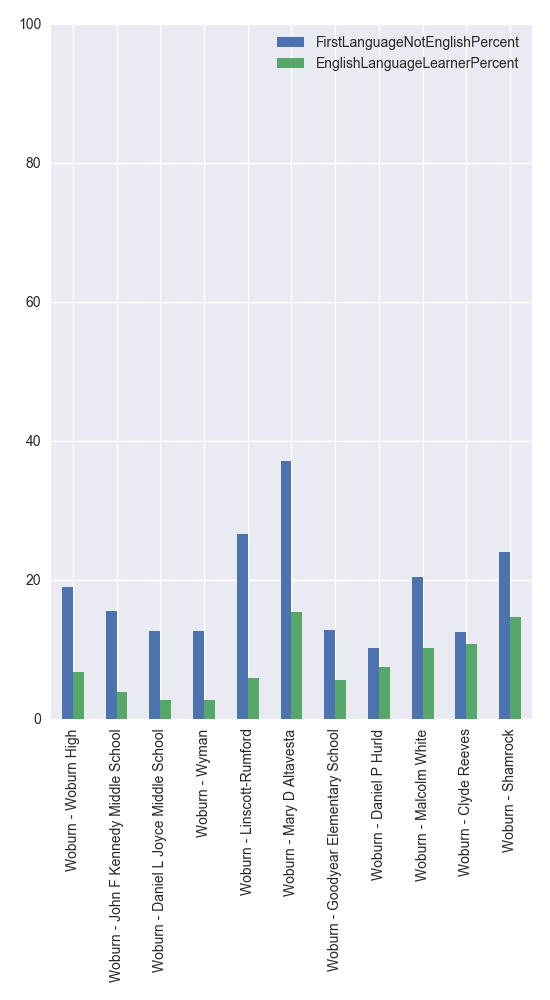 100
80
60
40
20
0
FirstLanguageNotEnglishPercent
EnglishLanguageLearnerPercent
Woburn - Woburn High
Woburn - John F Kennedy Middle School
Woburn - Daniel L Joyce Middle School
Woburn - Wyman
Woburn - Linscott-Rumford
Woburn - Mary D Altavesta
Woburn - Goodyear Elementary School
Woburn - Daniel P Hurld
Woburn - Malcolm White
Woburn - Clyde Reeves
Woburn - Shamrock